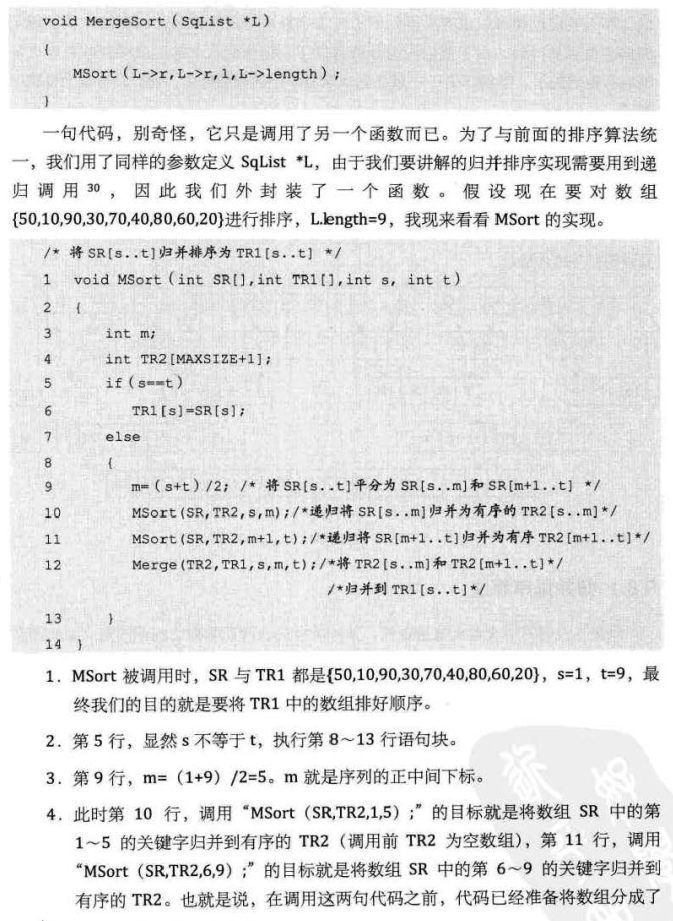 void MergeSort(SqList *L)
{
MSort(L->r,L->r,1,L->length);
}
一句代码，别奇怪，它只是调用了另一个函数而已。为了与前面的排序算法统
一，我们用了同样的参数定义 SqList *L，由于我们要讲解的归并排序实现需要用到递
归调用³⁰，因此我们外封装了一个函数。假设现在要对数组
{50,10,90,30,70,40,80,60,20}进行排序，L.length=9，我现来看看 MSort 的实现。
/* 将 SR[s..t]归并排序为 TR1[s..t] */
1 void MSort(int SR[],int TR1[],int s, int t)
2 {
3 int m;
4 int TR2[MAXSIZE+1];
5 if(s==t)
6 TR1[s]=SR[s];
7 else
8 {
9 m=(s+t)/2; /* 将 SR[s..t]平分为 SR[s..m]和 SR[m+1..t] */
10 MSort(SR,TR2,s,m);/*递归将 SR[s..m]归并为有序的 TR2[s..m]*/
11 MSort(SR,TR2,m+1,t);/*递归将 SR[m+1..t]归并为有序 TR2[m+1..t]*/
12 Merge(TR2,TR1,s,m,t);/*将 TR2[s..m]和 TR2[m+1..t]*/
/*归并到 TR1[s..t]*/
13 }
14 }
1．MSort 被调用时，SR 与 TR1 都是{50,10,90,30,70,40,80,60,20}，s=1，t=9，最
终我们的目的就是要将 TR1 中的数组排好顺序。
2．第 5 行，显然 s 不等于 t，执行第 8～13 行语句块。
3．第 9 行，m=（1+9）/2=5。m 就是序列的正中间下标。
4．此时第 10 行，调用“MSort（SR,TR2,1,5）;”的目标就是将数组 SR 中的第
1～5 的关键字归并到有序的 TR2（调用前 TR2 为空数组），第 11 行，调用
“MSort（SR,TR2,6,9）;”的目标就是将数组 SR 中的第 6～9 的关键字归并到
有序的 TR2。也就是说，在调用这两句代码之前，代码已经准备将数组分成了